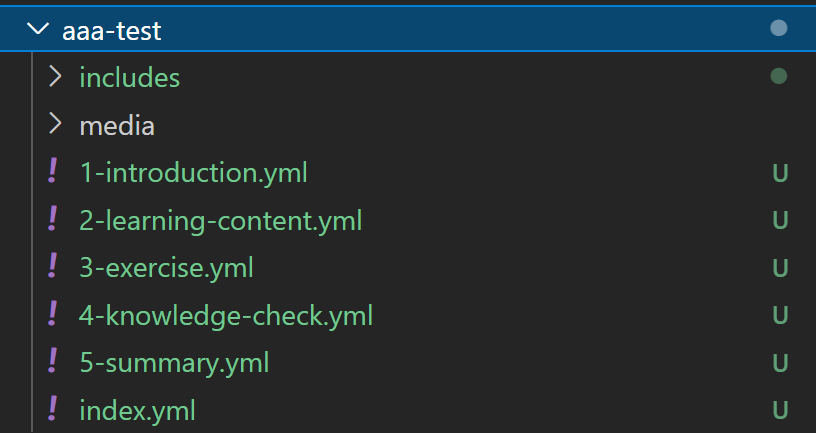 aaa-test
includes
media
! 1-introduction.yml U
! 2-learning-content.yml U
! 3-exercise.yml U
! 4-knowledge-check.yml U
! 5-summary.yml U
! index.yml U